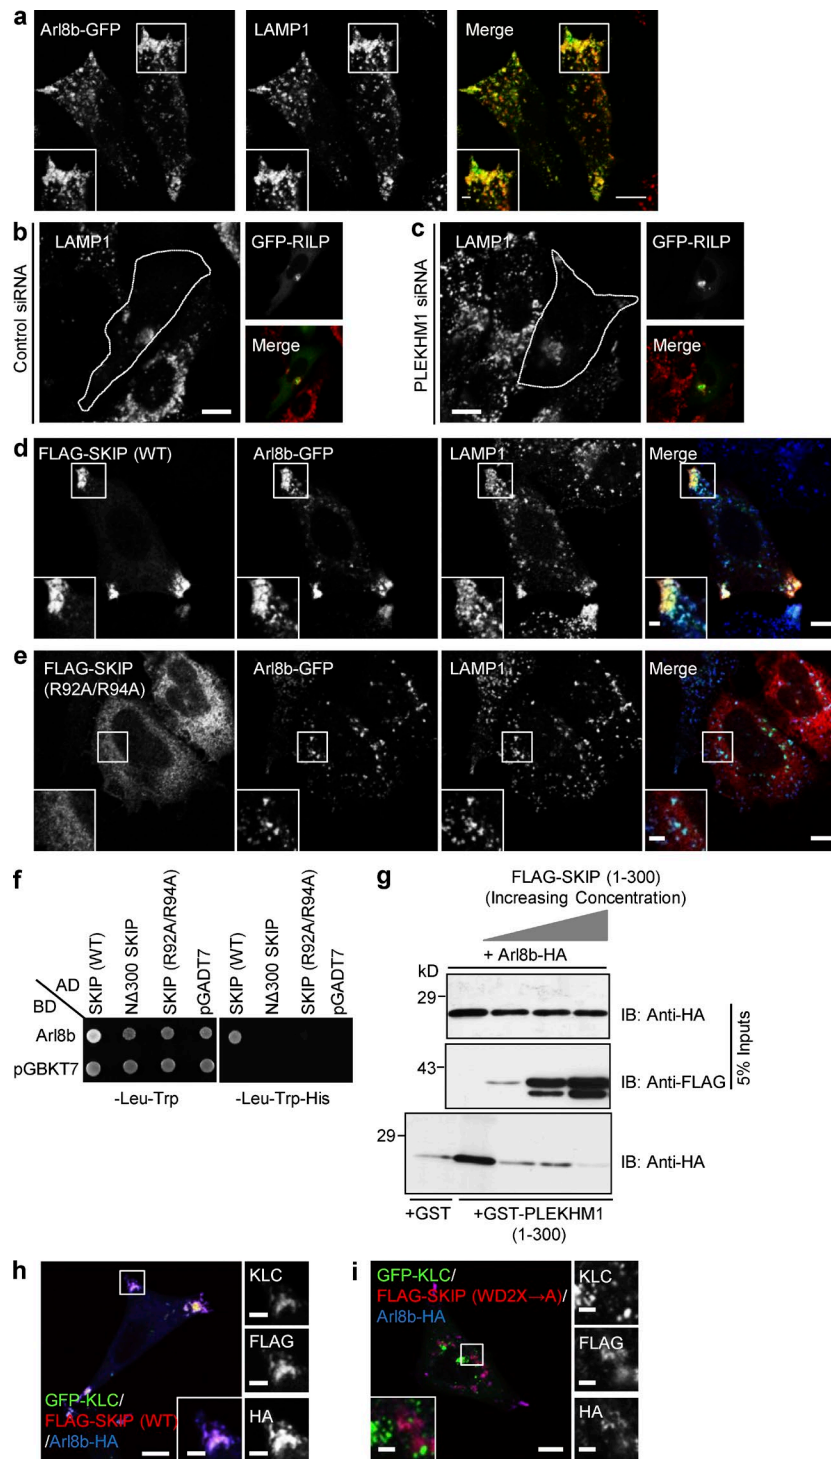 a
Arl8b-GFP
LAMP1
Merge
b
Control siRNA
LAMP1
GFP-RILP
Merge
c
PLEKHM1 siRNA
LAMP1
GFP-RILP
Merge
d
FLAG-SKIP (WT)
Arl8b-GFP
LAMP1
Merge
e
FLAG-SKIP
(R92A/R94A)
Arl8b-GFP
LAMP1
Merge
f
AD
BD
SKIP (WT)
NΔ300 SKIP
SKIP (R92A/R94A)
pGADT7
SKIP (WT)
NΔ300 SKIP
SKIP (R92A/R94A)
pGADT7
Arl8b
pGBKT7
-Leu-Trp
-Leu-Trp-His
g
FLAG-SKIP (1-300)
(Increasing Concentration)
+ Arl8b-HA
kD
29
IB: Anti-HA
43
IB: Anti-FLAG
5% Inputs
29
IB: Anti-HA
+GST
+GST-PLEKHM1
(1-300)
h
GFP-KLC/
FLAG-SKIP (WT)
/Arl8b-HA
KLC
FLAG
HA
i
GFP-KLC/
FLAG-SKIP (WD2X→A)/
Arl8b-HA
KLC
FLAG
HA